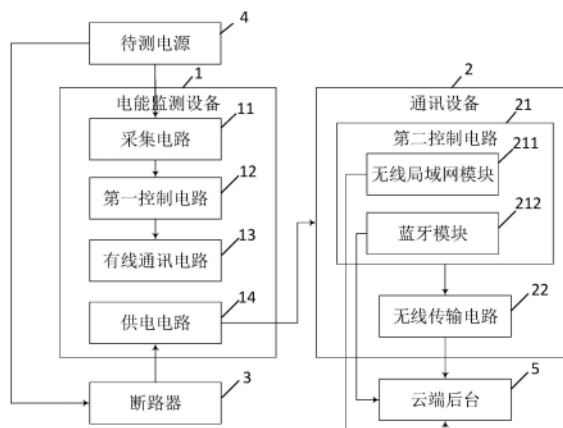 4
待测电源
1
2
电能监测设备
通讯设备
11
21
采集电路
第二控制电路
211
12
无线局域网模块
第一控制电路
212
13
蓝牙模块
有线通讯电路
14
22
供电电路
无线传输电路
3
5
断路器
云端后台